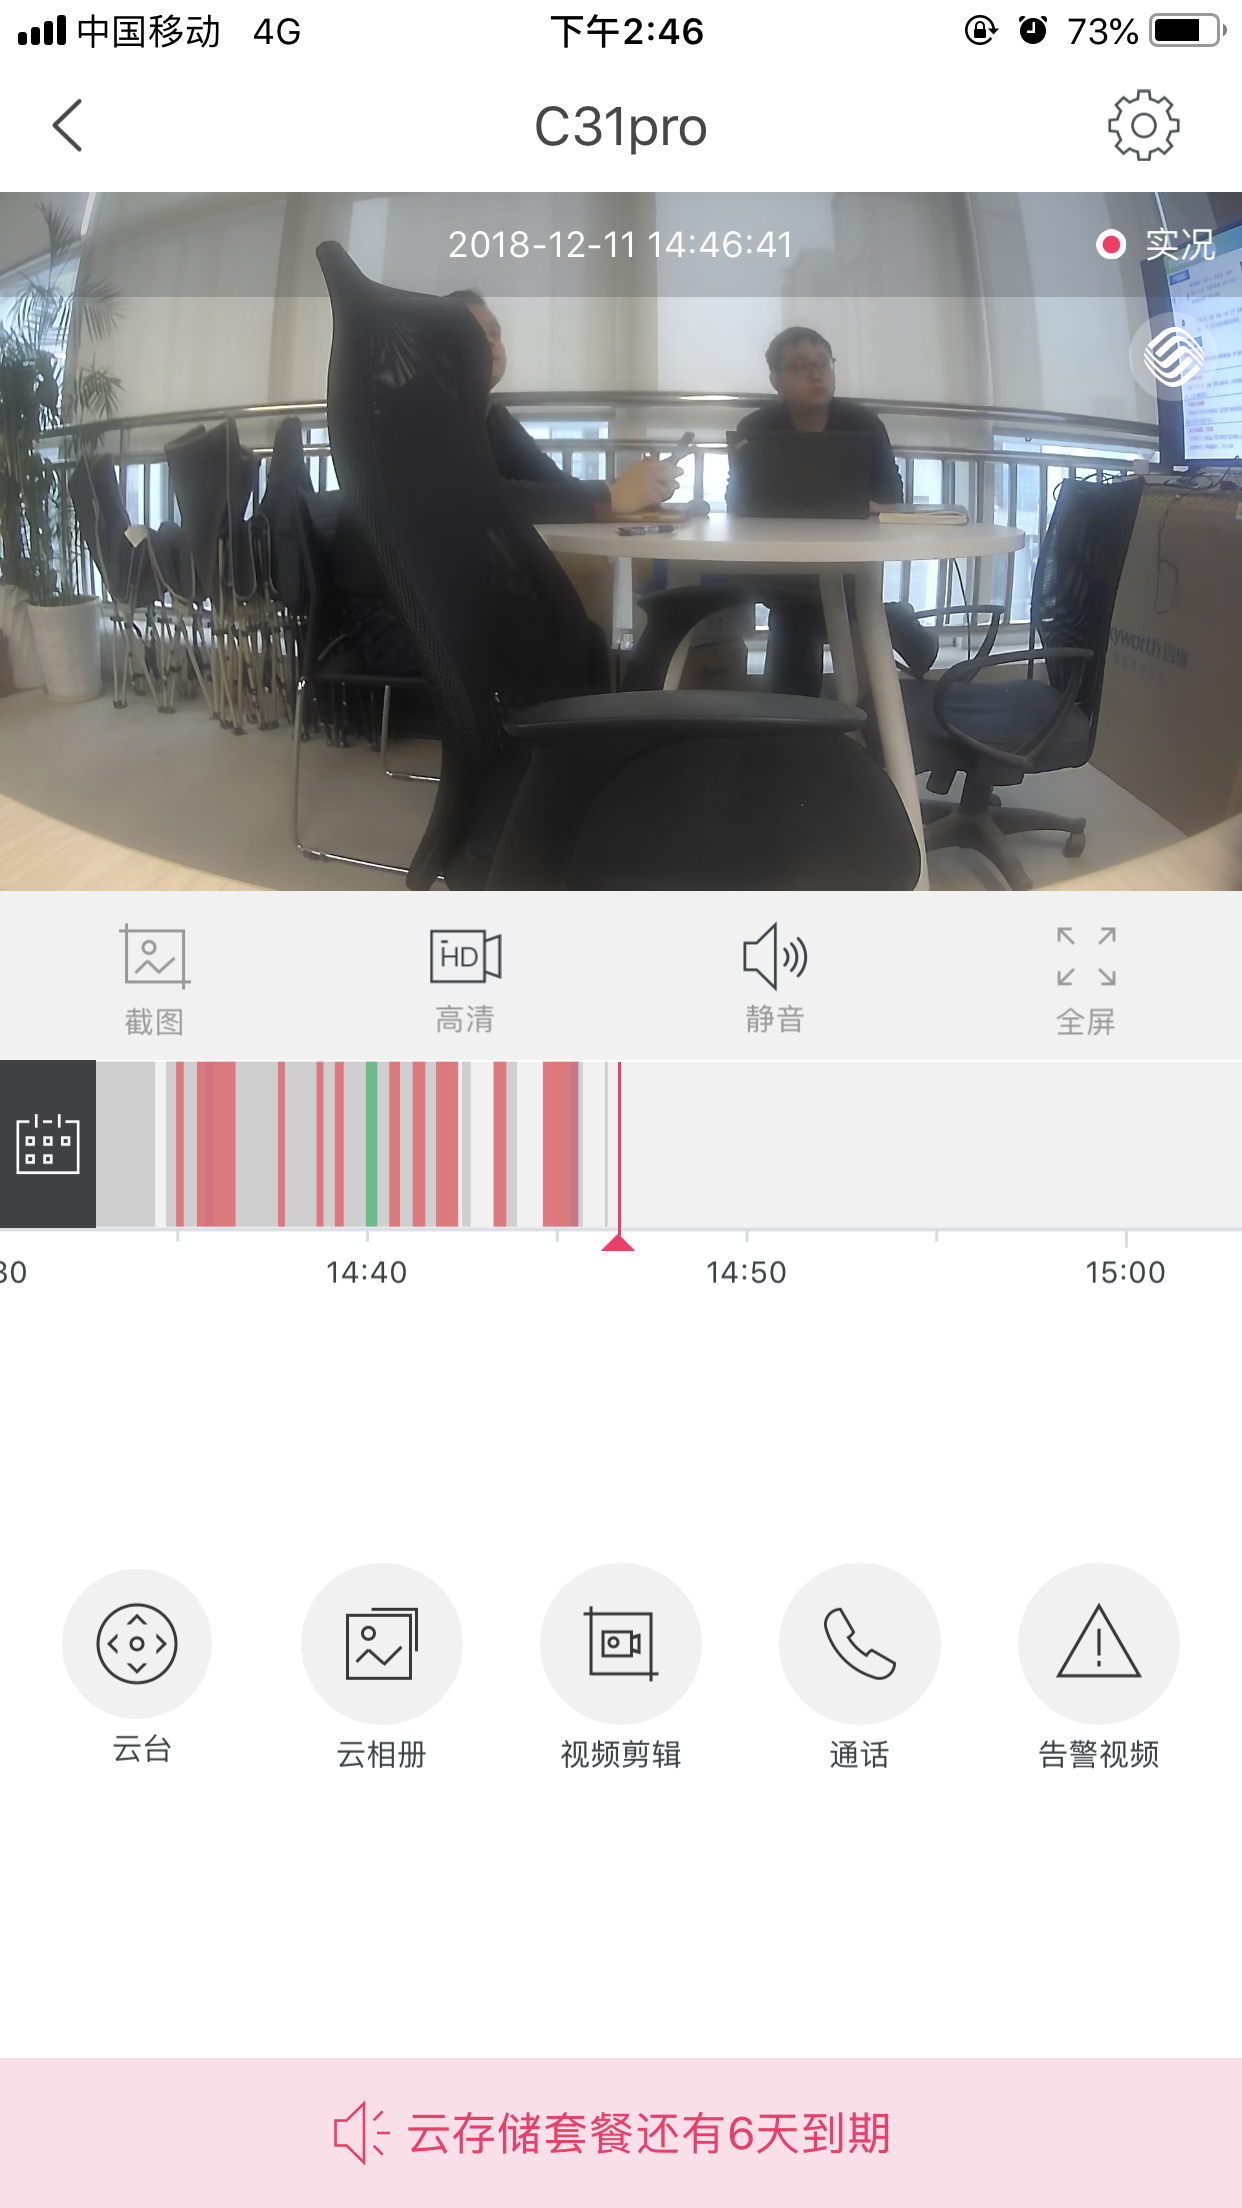 中国移动 4G 下午2:46 73%
C31pro
2018-12-11 14:46:41 实况
HD
截图 高清 静音 全屏
14:40 14:50 15:00
云台 云相册 视频剪辑 通话 告警视频
云存储套餐还有6天到期